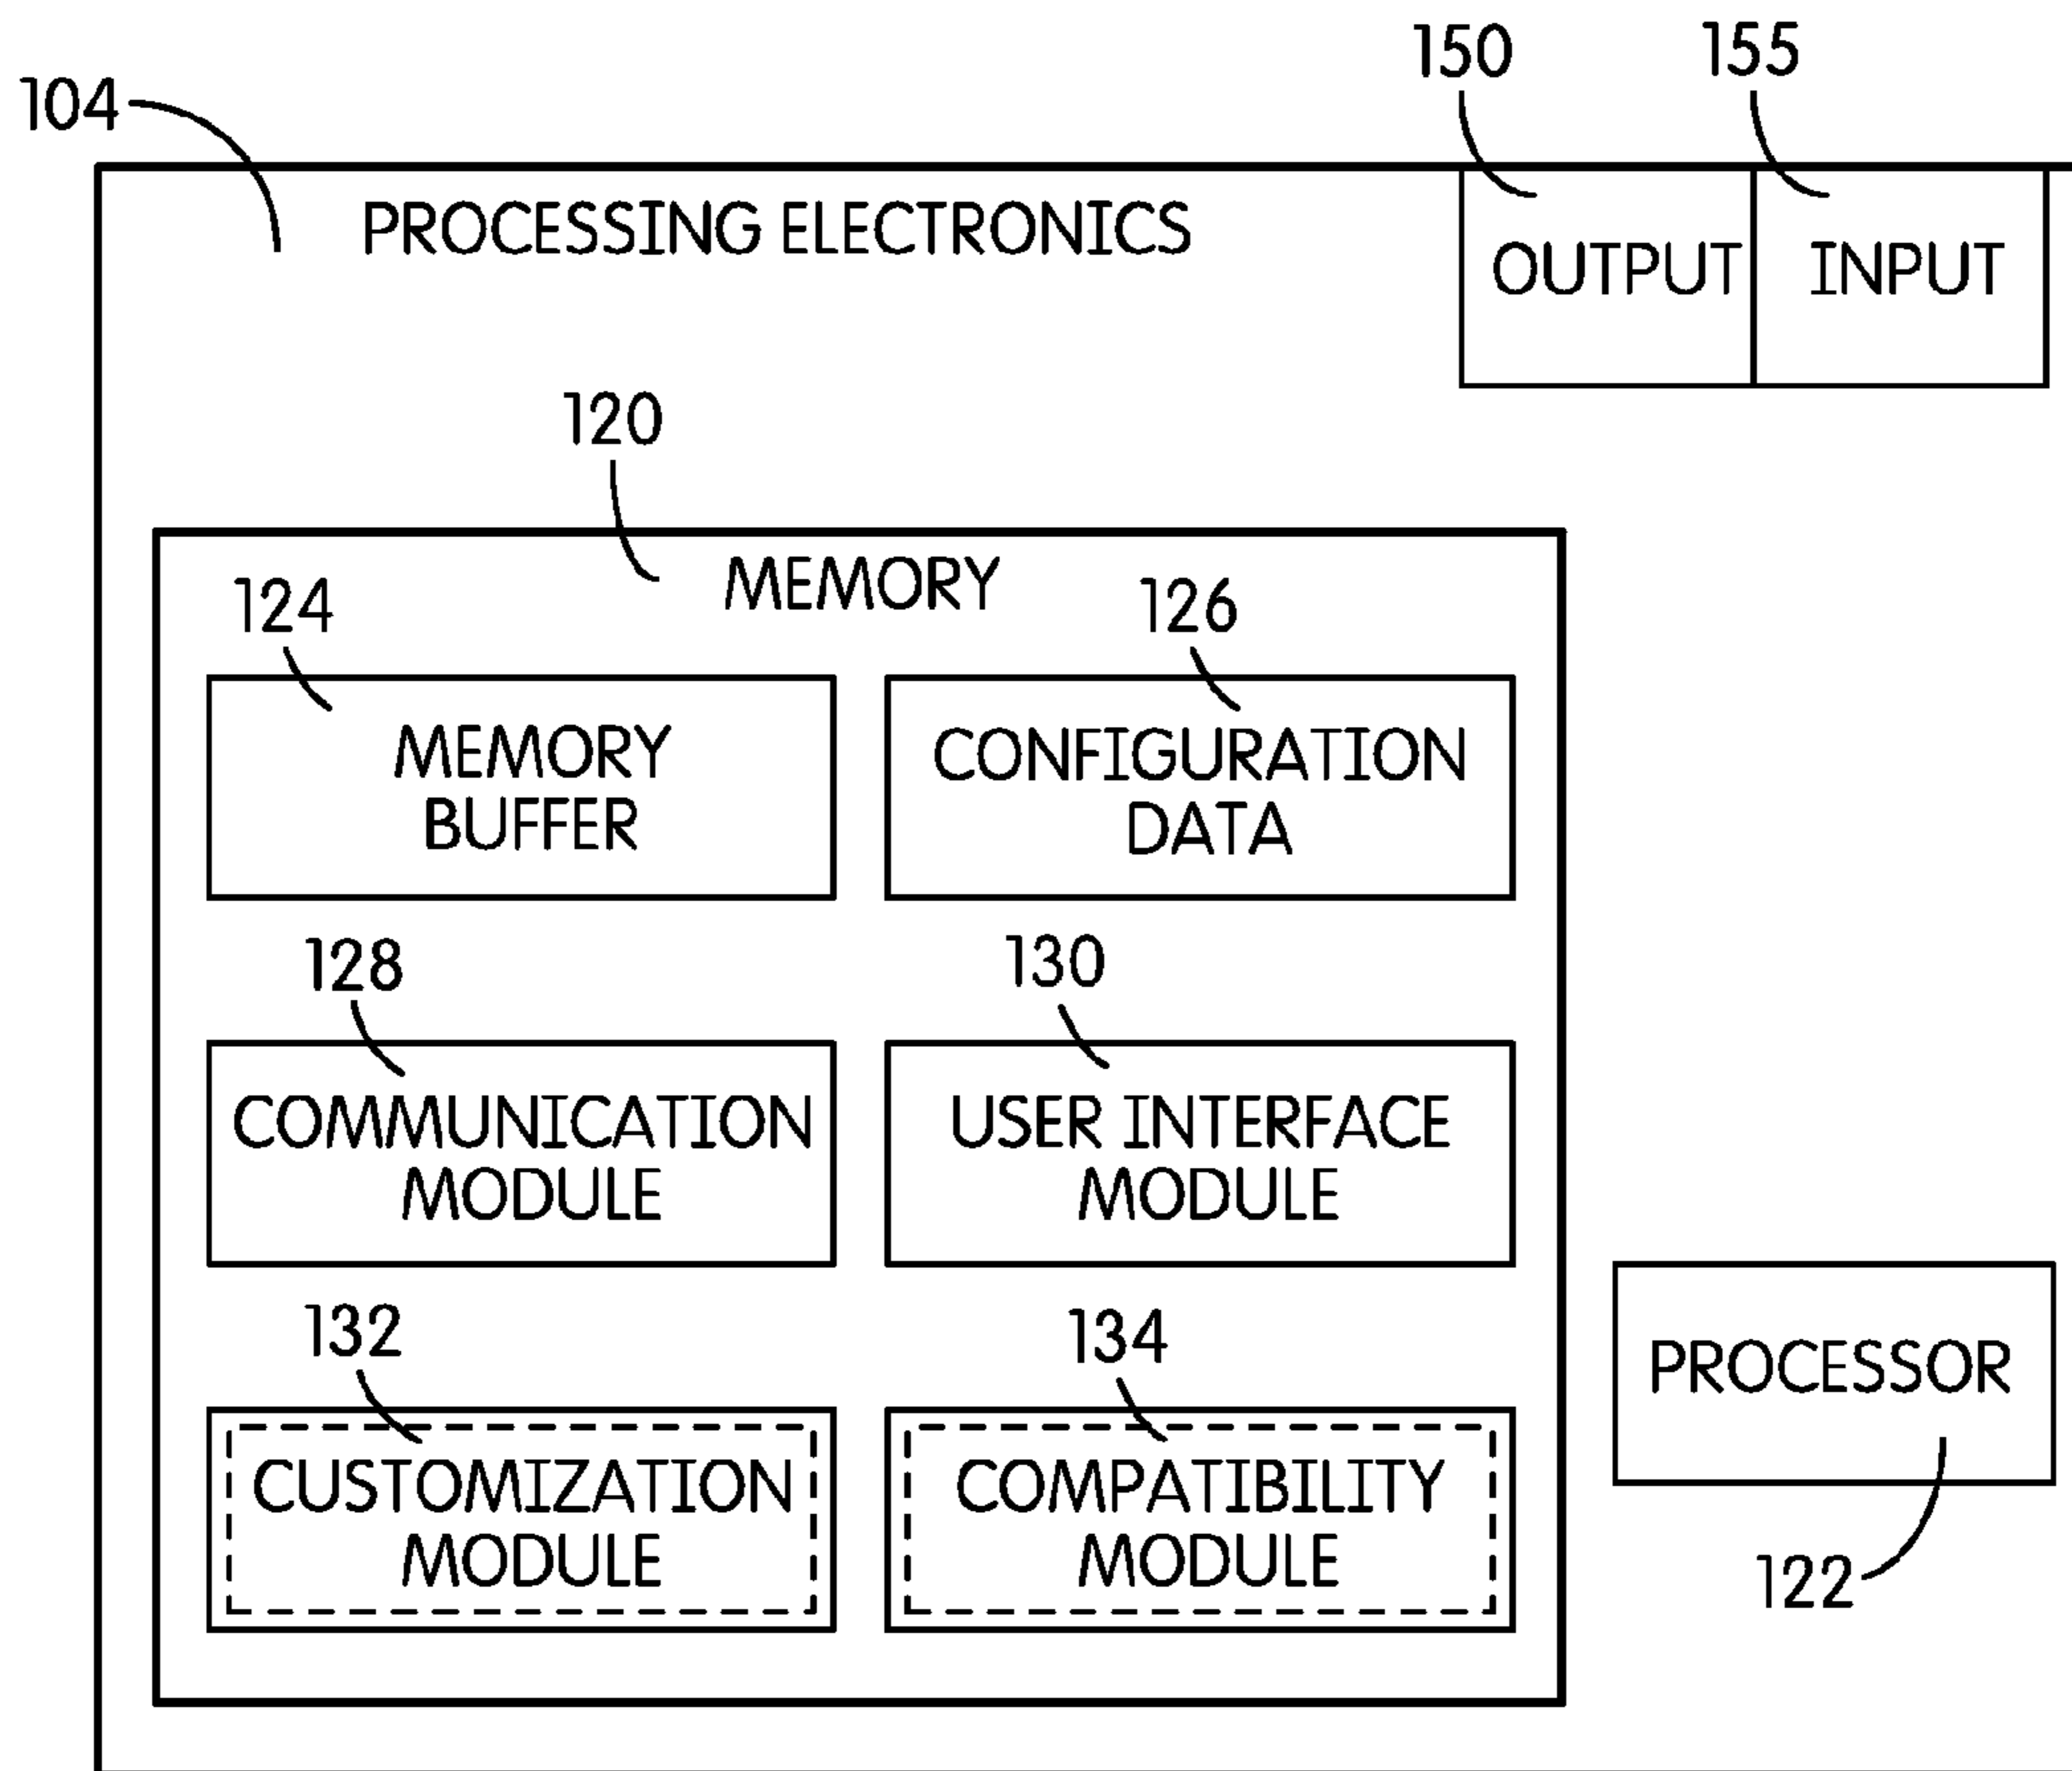 150
155
104
PROCESSING ELECTRONICS
OUTPUT
INPUT
120
MEMORY
124
126
MEMORY
BUFFER
CONFIGURATION
DATA
128
130
COMMUNICATION
MODULE
USER INTERFACE
MODULE
132
134
CUSTOMIZATION
MODULE
COMPATIBILITY
MODULE
PROCESSOR
122